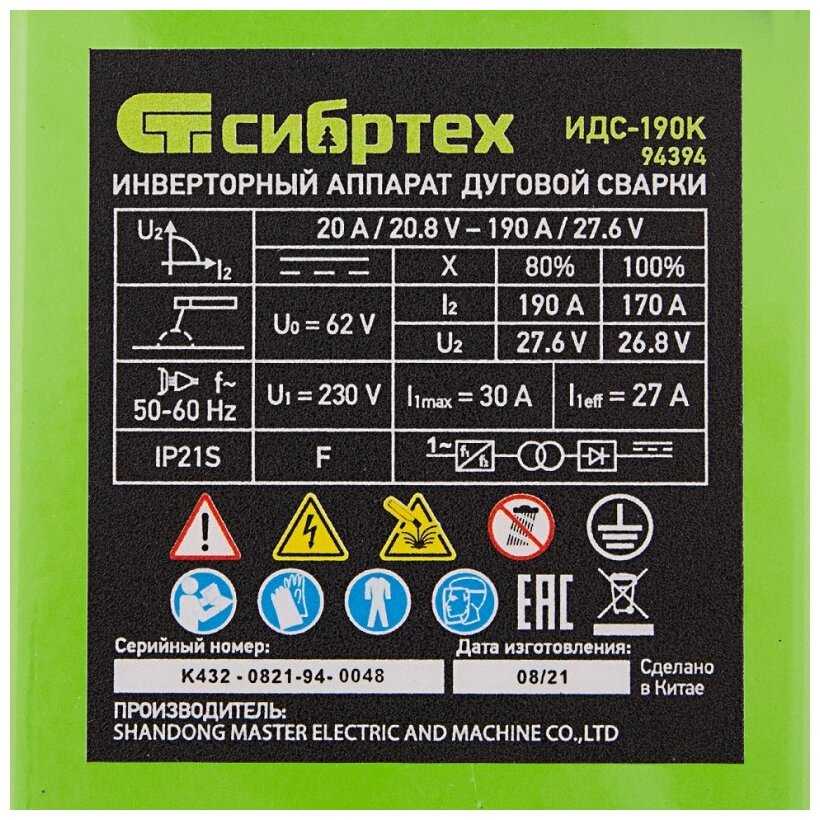 сибртех
ИДС-190К
94394
ИНВЕРТОРНЫЙ АППАРАТ ДУГОВОЙ СВАРКИ
U2 I2
20 A / 20.8 V – 190 A / 27.6 V
X 80% 100%
U0 = 62 V
I2 190 A 170 A
U2 27.6 V 26.8 V
f~
50-60 Hz
U1 = 230 V
I1max = 30 A
I1eff = 27 A
IP21S
F
1~ f1 f2
EAC
Серийный номер:
K432 - 0821-94- 0048
Дата изготовления:
08/21
Сделано
в Китае
ПРОИЗВОДИТЕЛЬ:
SHANDONG MASTER ELECTRIC AND MACHINE CO.,LTD